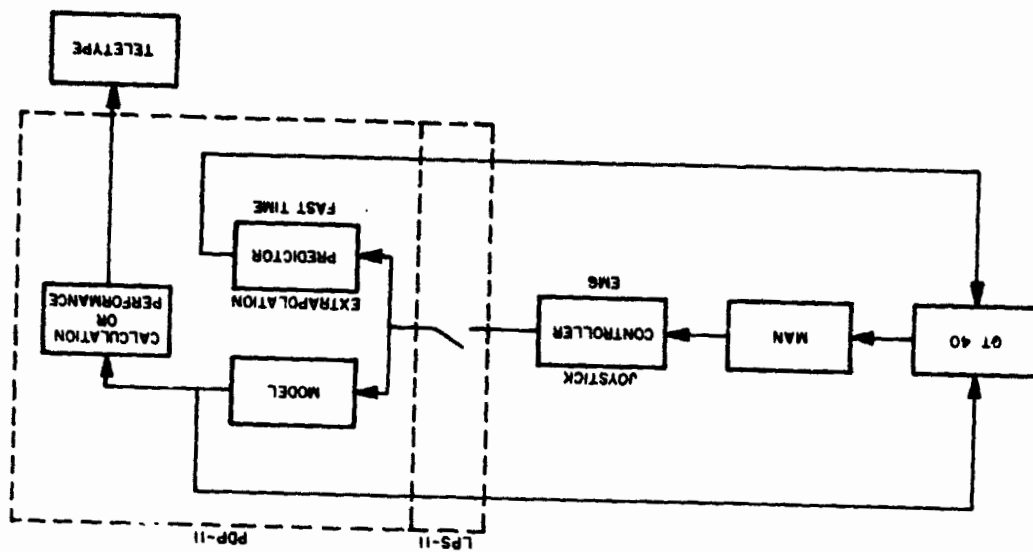 LPS-11
PDP-11
MODEL
GT 40
MAN
JOYSTICK
CONTROLLER
EMG
EXTRAPOLATION
PREDICTOR
FAST TIME
CALCULATION
OR
PERFORMANCE
TELETYPE